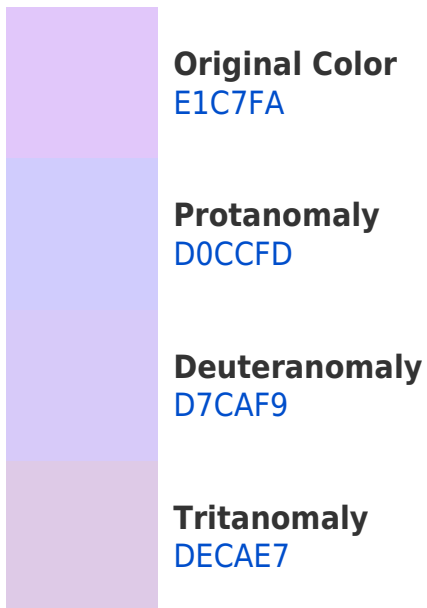 Original Color
E1C7FA
Protanomaly
D0CCFD
Deuteranomaly
D7CAF9
Tritanomaly
DECAE7